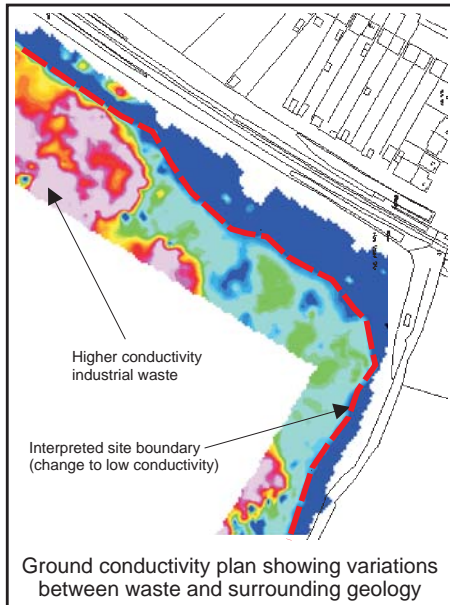 Higher conductivity
industrial waste
Interpreted site boundary
(change to low conductivity)
Ground conductivity plan showing variations
between waste and surrounding geology